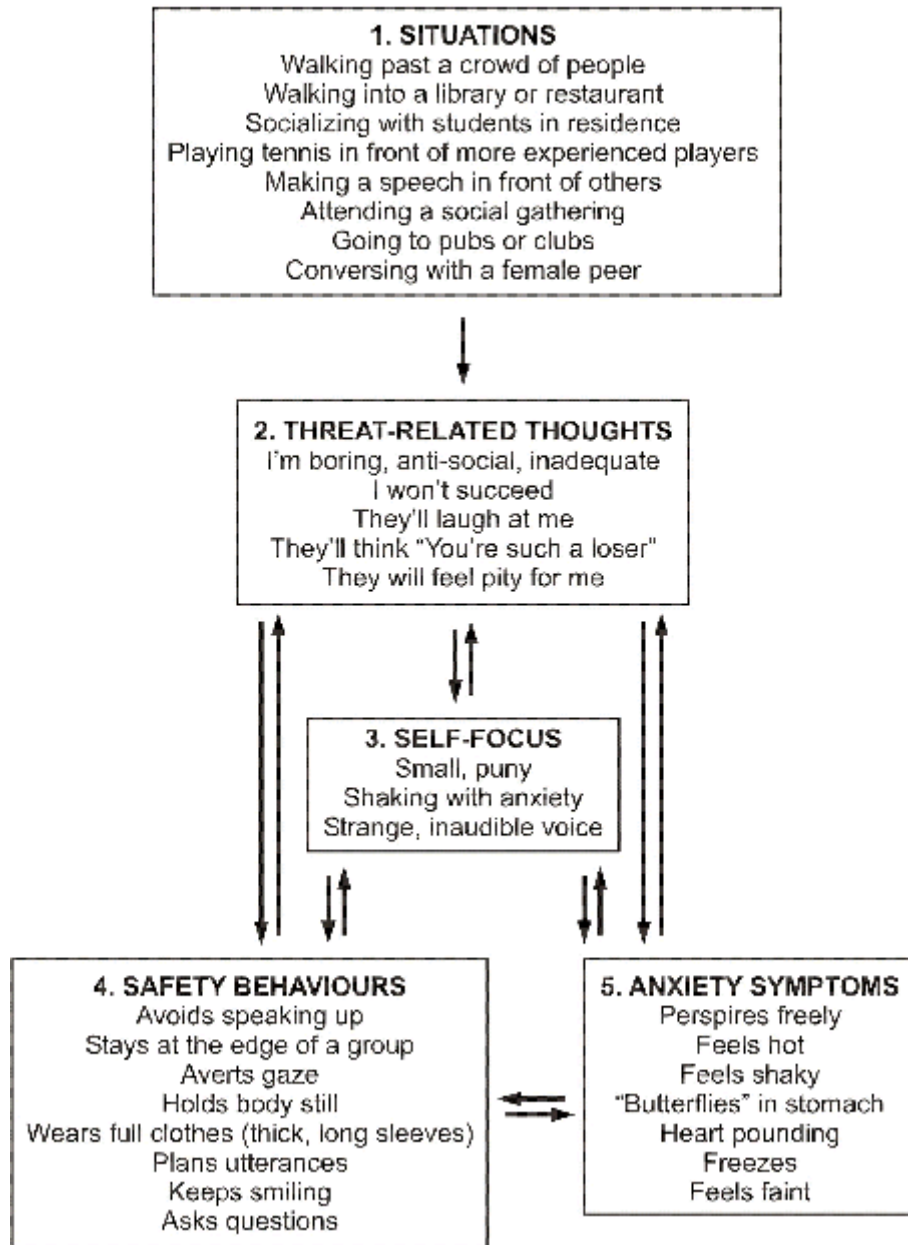 1. SITUATIONS
Walking past a crowd of people
Walking into a library or restaurant
Socializing with students in residence
Playing tennis in front of more experienced players
Making a speech in front of others
Attending a social gathering
Going to pubs or clubs
Conversing with a female peer
2. THREAT-RELATED THOUGHTS
I'm boring, anti-social, inadequate
I won't succeed
They'll laugh at me
They'll think “You're such a loser”
They will feel pity for me
3. SELF-FOCUS
Small, puny
Shaking with anxiety
Strange, inaudible voice
4. SAFETY BEHAVIOURS
Avoids speaking up
Stays at the edge of a group
Averts gaze
Holds body still
Wears full clothes (thick, long sleeves)
Plans utterances
Keeps smiling
Asks questions
5. ANXIETY SYMPTOMS
Perspires freely
Feels hot
Feels shaky
“Butterflies” in stomach
Heart pounding
Freezes
Feels faint